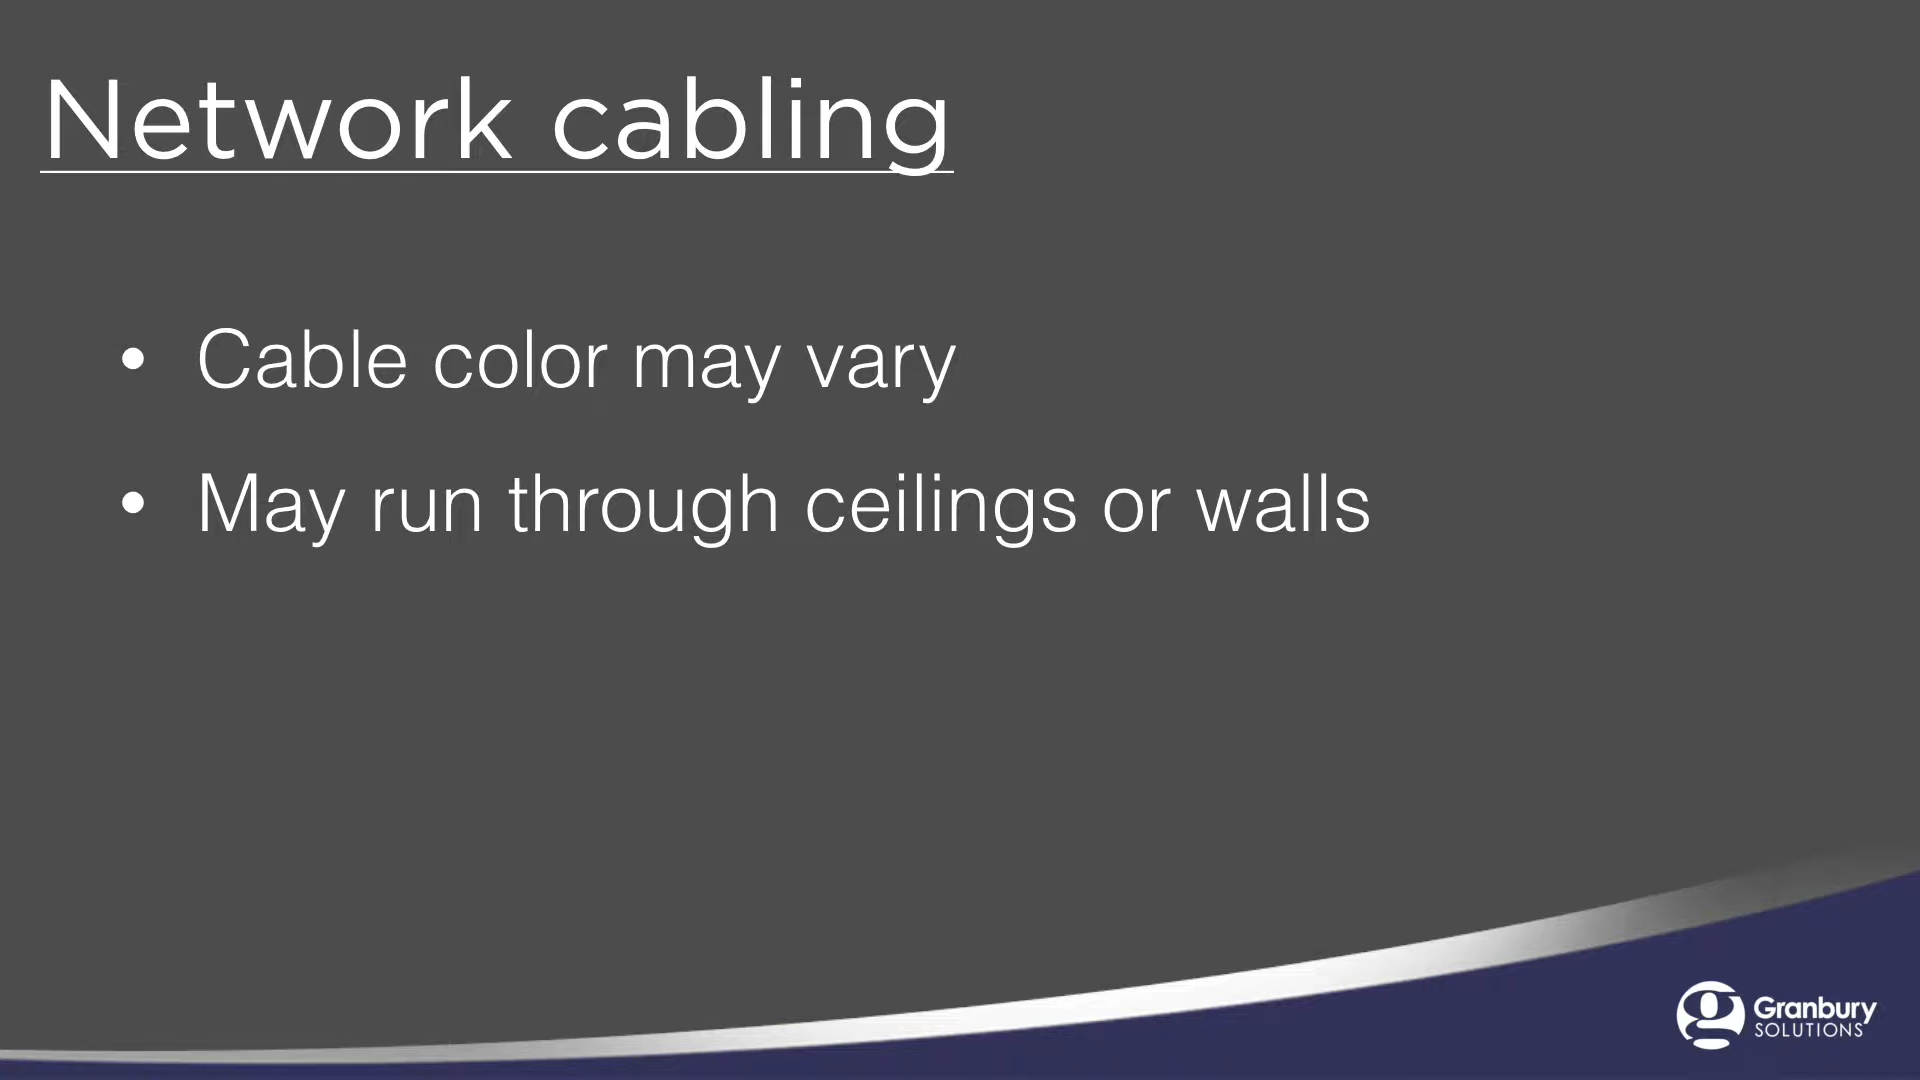 Network cabling
• Cable color may vary
• May run through ceilings or walls
Granbury
SOLUTIONS